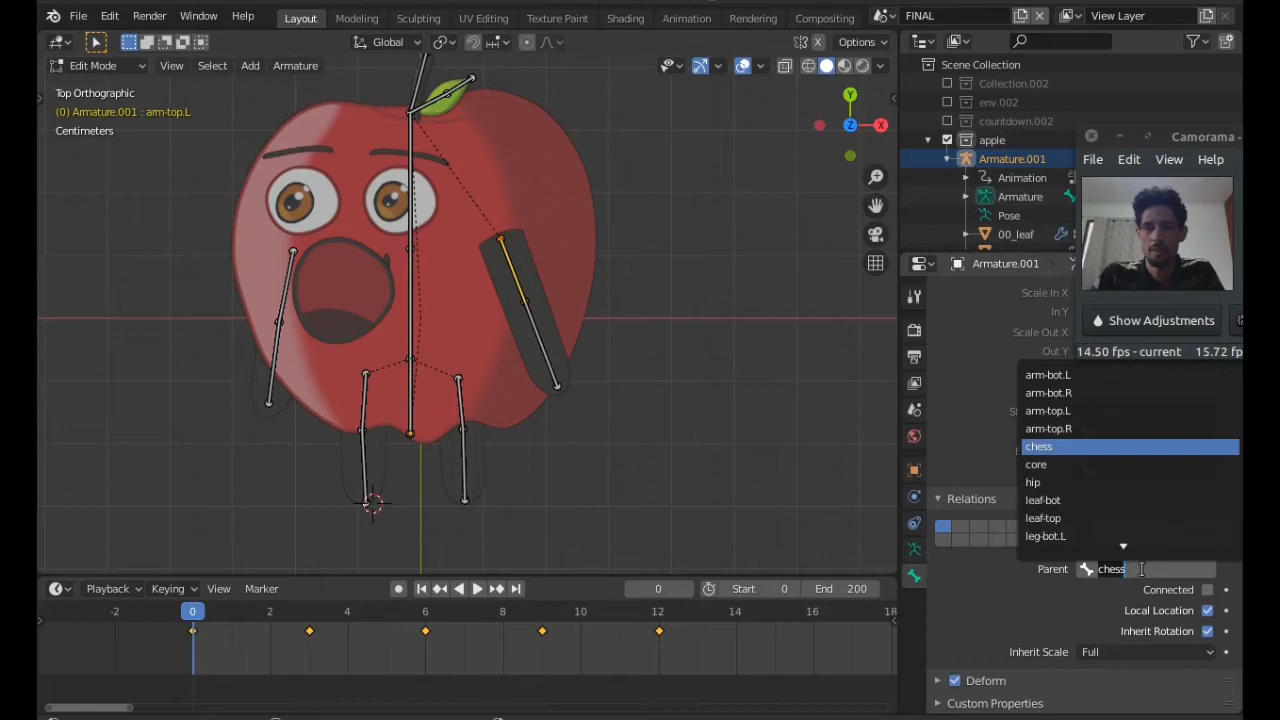 File Edit Render Window Help Layout Modeling Sculpting UV Editing Texture Paint Shading Animation Rendering Compositing FINAL View Layer
Global X Options
Edit Mode View Select Add Armature
Scene Collection
Top Orthographic
(0) Armature.001 : arm-top.L
Centimeters
Y
X
Z
Collection.002
env.002
countdown.002
apple
Armature.001
Animation
Armature
Pose
00_leaf
Camorama -
File Edit View Help
Armature.001
Scale In X
In Y
Scale Out X
Out Y
Show Adjustments
14.50 fps - current 15.72 fp
arm-bot.L
arm-bot.R
arm-top.L
arm-top.R
chess
core
hip
leaf-bot
leaf-top
leg-bot.L
Relations
Parent chess
Connected
Local Location
Inherit Rotation
Inherit Scale Full
Deform
Custom Properties
Playback Keying View Marker 0 Start 0 End 200
-2 0 2 4 6 8 10 12 14 16 18